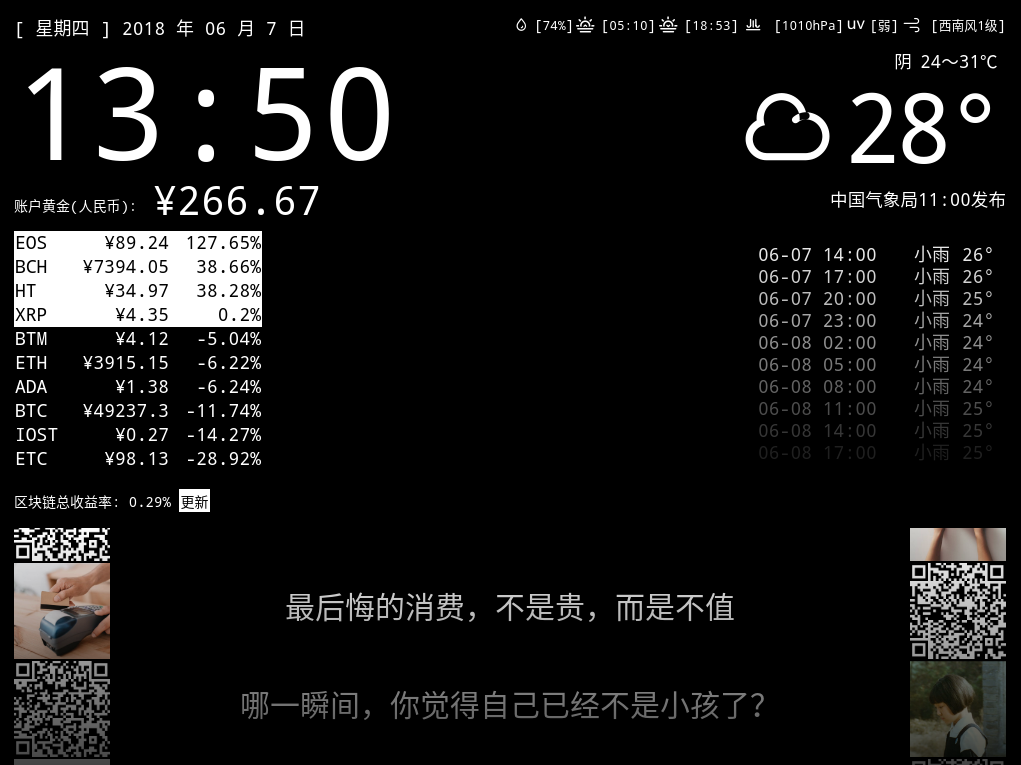 [ 星期四 ] 2018 年 06 月 7 日
[74%] [05:10] [18:53] [1010hPa] UV [弱] [西南风1级]
13:50
阴 24～31℃
28°
账户黄金(人民币): ¥266.67
中国气象局11:00发布
EOS ¥89.24 127.65%
BCH ¥7394.05 38.66%
HT ¥34.97 38.28%
XRP ¥4.35 0.2%
BTM ¥4.12 -5.04%
ETH ¥3915.15 -6.22%
ADA ¥1.38 -6.24%
BTC ¥49237.3 -11.74%
IOST ¥0.27 -14.27%
ETC ¥98.13 -28.92%
06-07 14:00 小雨 26°
06-07 17:00 小雨 26°
06-07 20:00 小雨 25°
06-07 23:00 小雨 24°
06-08 02:00 小雨 24°
06-08 05:00 小雨 24°
06-08 08:00 小雨 24°
06-08 11:00 小雨 25°
06-08 14:00 小雨 25°
06-08 17:00 小雨 25°
区块链总收益率: 0.29% 更新
最后悔的消费，不是贵，而是不值
哪一瞬间，你觉得自己已经不是小孩了？